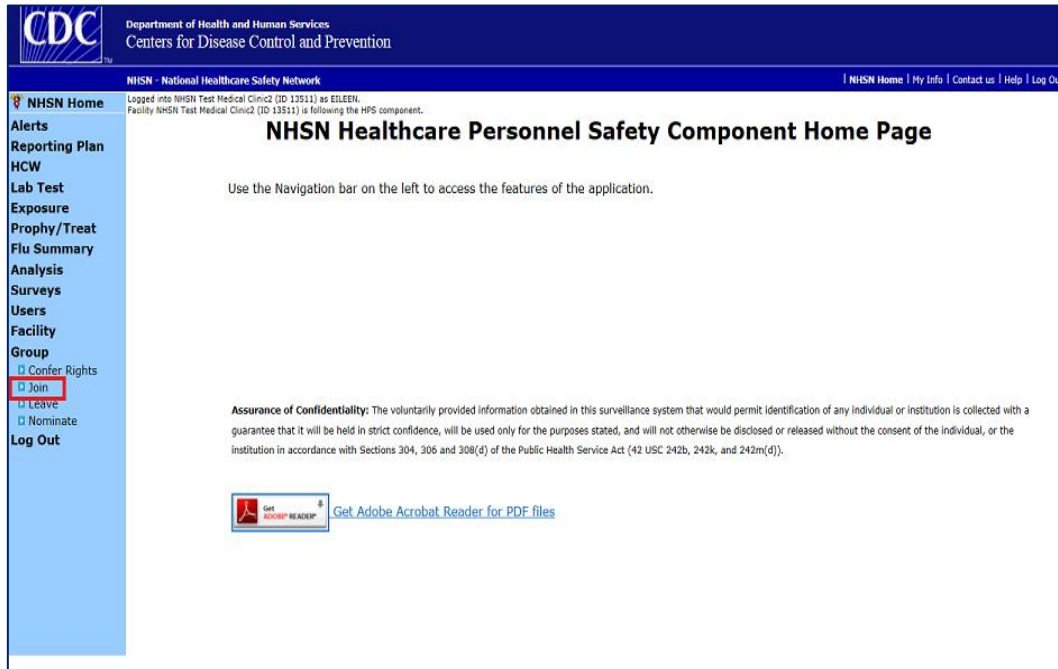 CDC
TM
Department of Health and Human Services
Centers for Disease Control and Prevention
NHSN - National Healthcare Safety Network
| NHSN Home | My Info | Contact us | Help | Log Ou
NHSN Home
Logged into NHSN Test Medical Clinic2 (ID 13511) as EILEEN.
Facility NHSN Test Medical Clinic2 (ID 13511) is following the HPS component.
Alerts
Reporting Plan
HCW
Lab Test
Exposure
Prophy/Treat
Flu Summary
Analysis
Surveys
Users
Facility
Group
Confer Rights
Join
Leave
Nominate
Log Out
NHSN Healthcare Personnel Safety Component Home Page
Use the Navigation bar on the left to access the features of the application.
Assurance of Confidentiality: The voluntarily provided information obtained in this surveillance system that would permit identification of any individual or institution is collected with a
guarantee that it will be held in strict confidence, will be used only for the purposes stated, and will not otherwise be disclosed or released without the consent of the individual, or the
institution in accordance with Sections 304, 306 and 308(d) of the Public Health Service Act (42 USC 242b, 242k, and 242m(d)).
Get
ADOBE® READER®
Get Adobe Acrobat Reader for PDF files